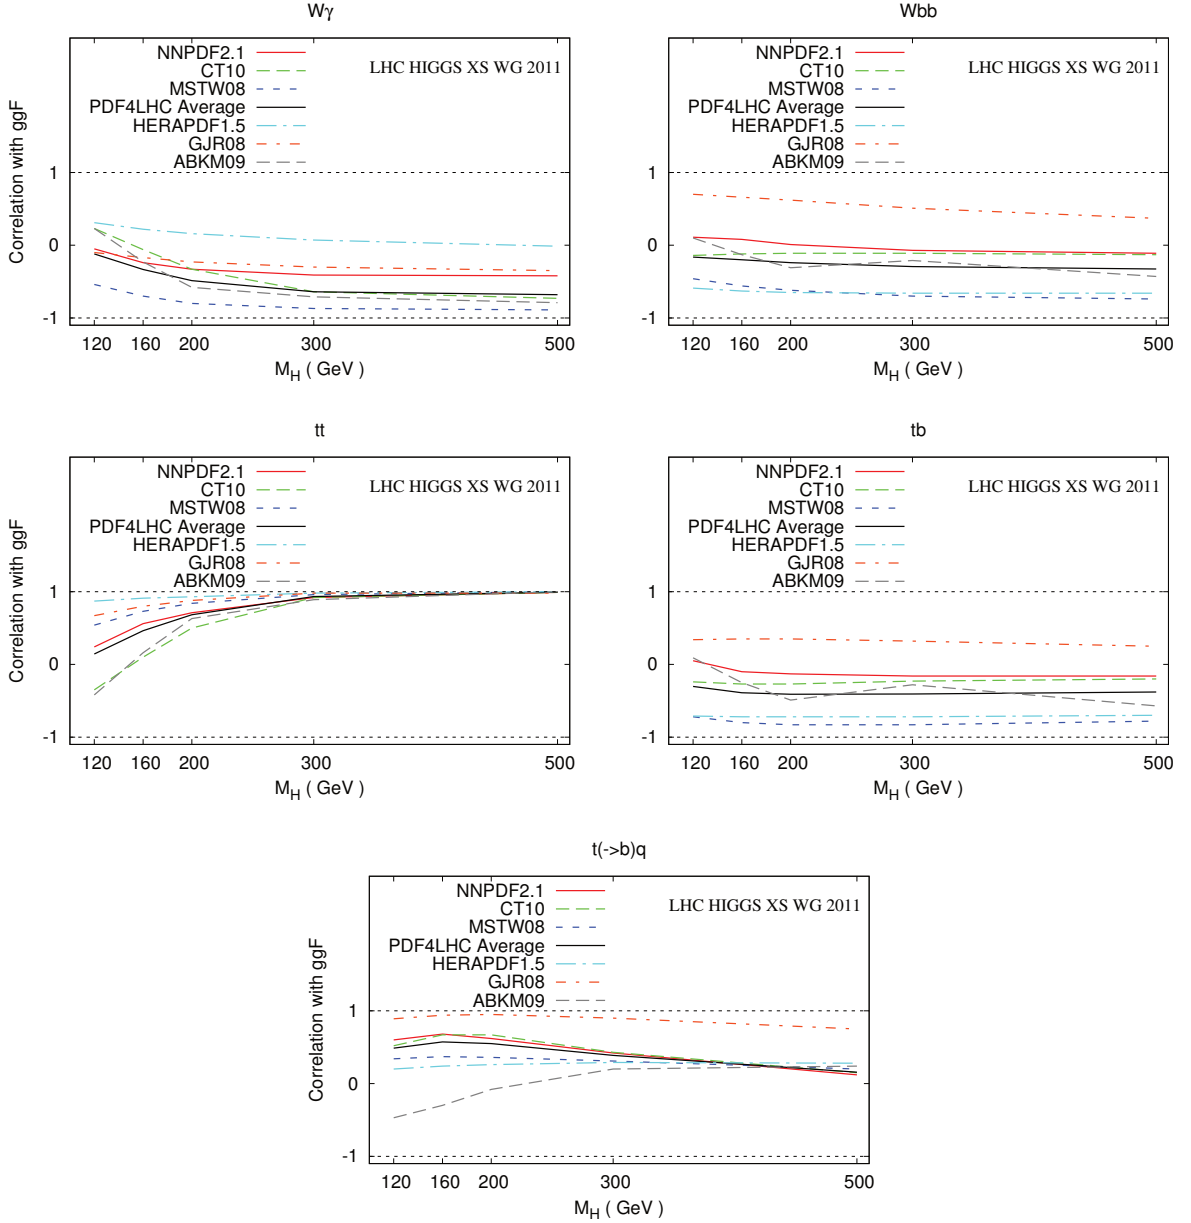 Wγ
NNPDF2.1
CT10
MSTW08
PDF4LHC Average
HERAPDF1.5
GJR08
ABKM09
LHC HIGGS XS WG 2011
Correlation with ggF
1
0
-1
120 160 200 300 500
M_H ( GeV )
Wbb
NNPDF2.1
CT10
MSTW08
PDF4LHC Average
HERAPDF1.5
GJR08
ABKM09
LHC HIGGS XS WG 2011
1
0
-1
120 160 200 300 500
M_H ( GeV )
tt
NNPDF2.1
CT10
MSTW08
PDF4LHC Average
HERAPDF1.5
GJR08
ABKM09
LHC HIGGS XS WG 2011
Correlation with ggF
1
0
-1
120 160 200 300 500
M_H ( GeV )
tb
NNPDF2.1
CT10
MSTW08
PDF4LHC Average
HERAPDF1.5
GJR08
ABKM09
LHC HIGGS XS WG 2011
1
0
-1
120 160 200 300 500
M_H ( GeV )
t(->b)q
NNPDF2.1
CT10
MSTW08
PDF4LHC Average
HERAPDF1.5
GJR08
ABKM09
LHC HIGGS XS WG 2011
Correlation with ggF
1
0
-1
120 160 200 300 500
M_H ( GeV )